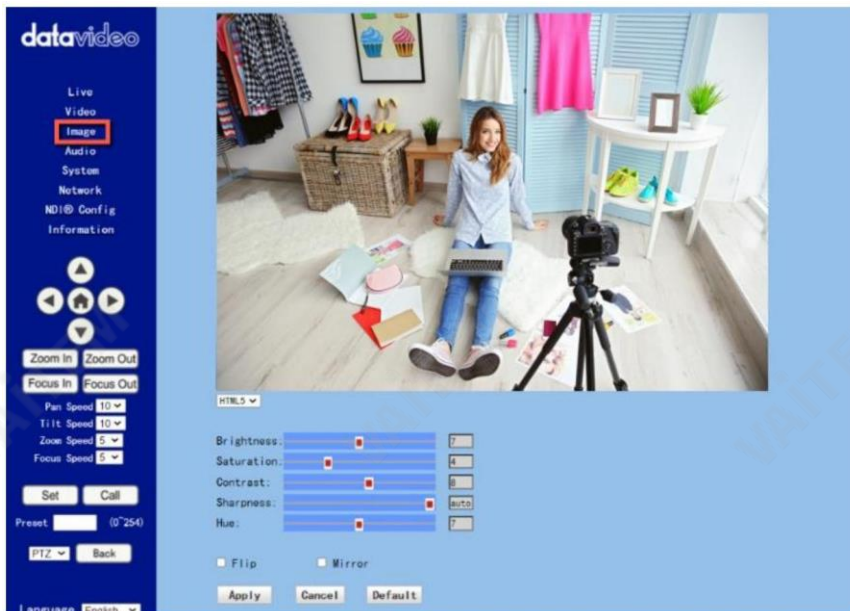 datavideo
Live
Video
Image
Audio
System
Network
NDI® Config
Information
Zoom In Zoom Out
Focus In Focus Out
Pan Speed 10
Tilt Speed 10
Zoom Speed 5
Focus Speed 5
Set Call
Preset (0~254)
PTZ Back
Language English
HTML5
Brightness: 7
Saturation: 4
Contrast: 8
Sharpness: auto
Hue: 7
Flip Mirror
Apply Cancel Default